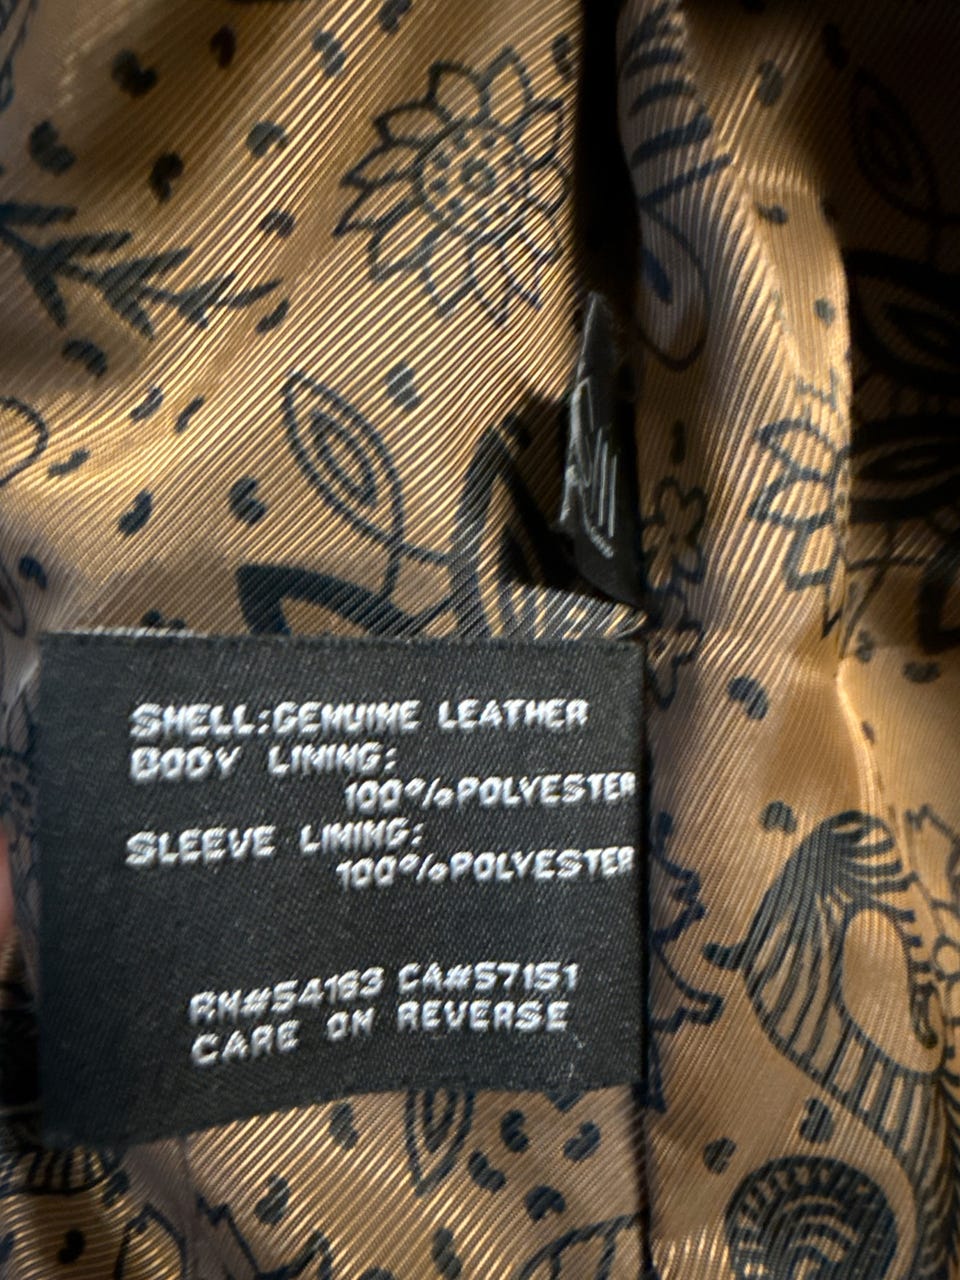 SHELL:GENUINE LEATHER
BODY LINING:
100%POLYESTER
SLEEVE LINING:
100%POLYESTER
RN#54163 CA#57151
CARE ON REVERSE